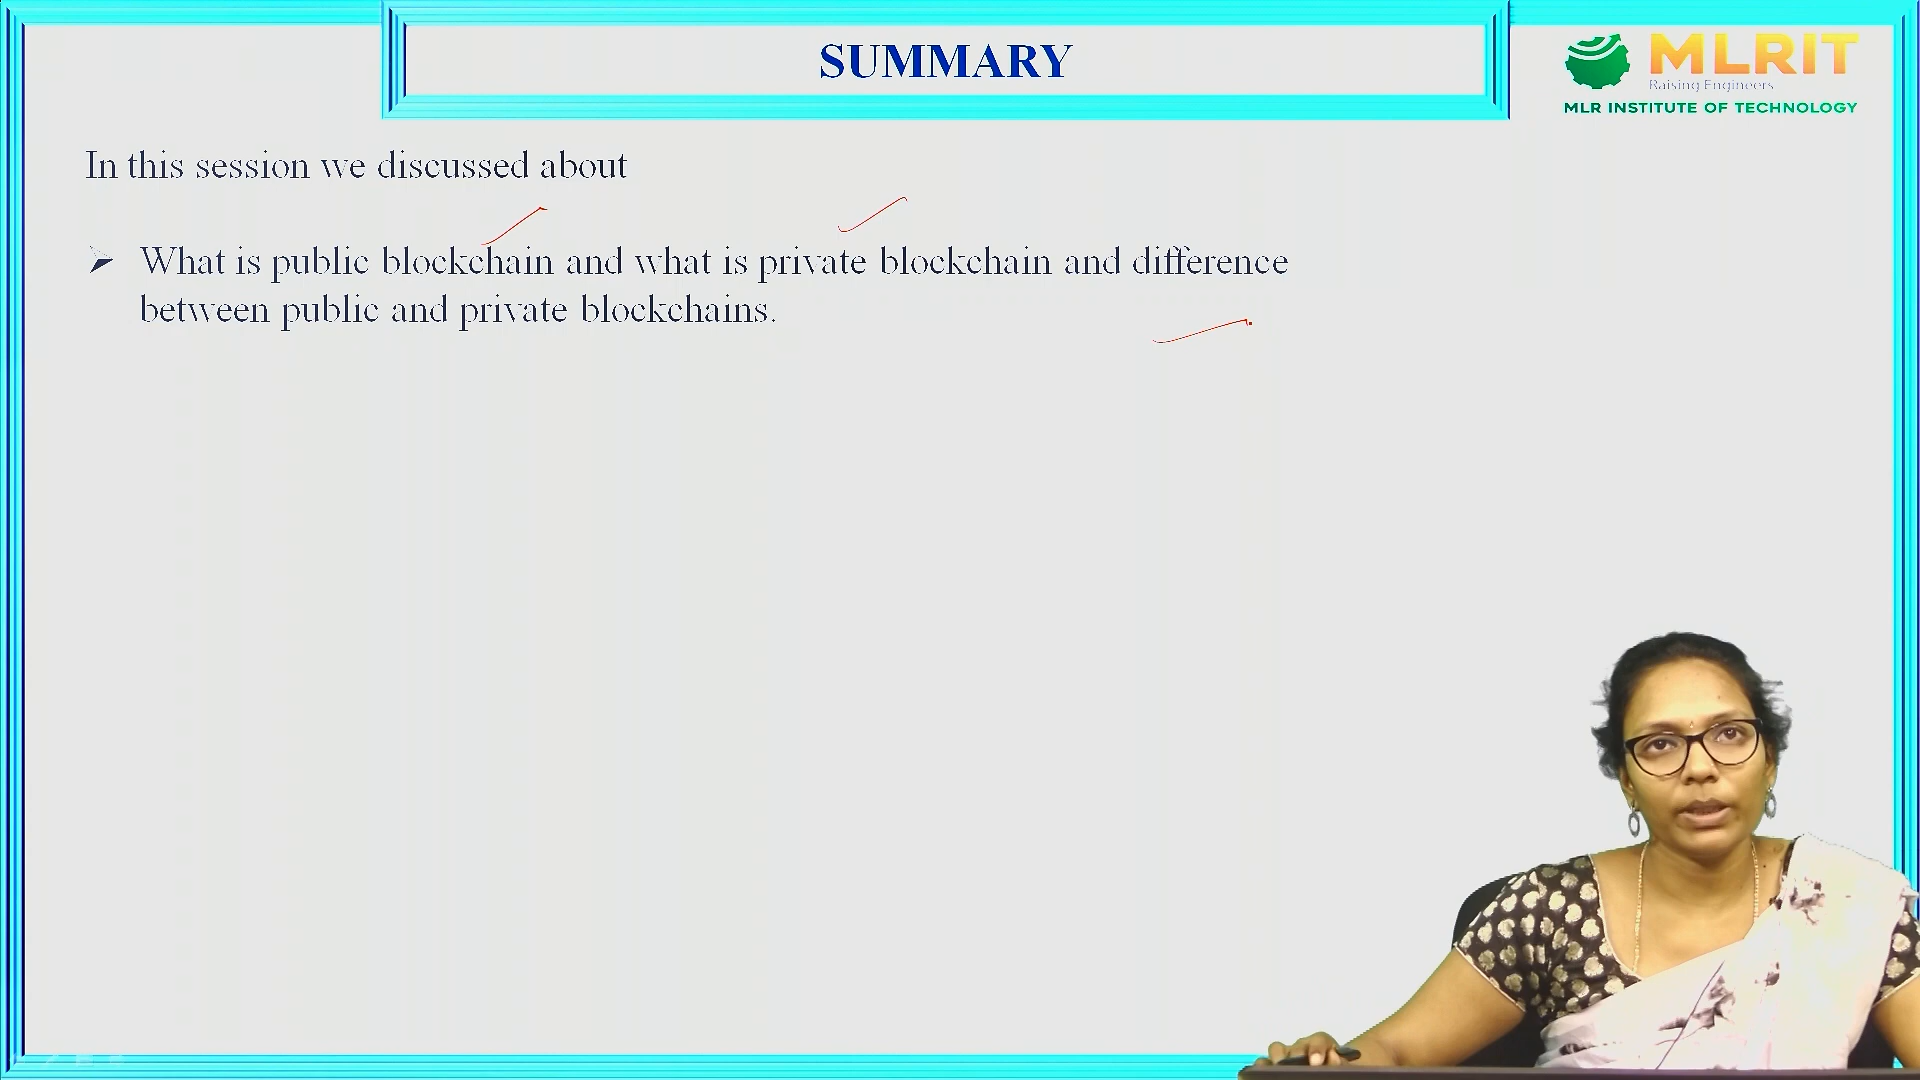 SUMMARY
MLRIT
Raising Engineers
MLR INSTITUTE OF TECHNOLOGY
In this session we discussed about
What is public blockchain and what is private blockchain and difference
between public and private blockchains.